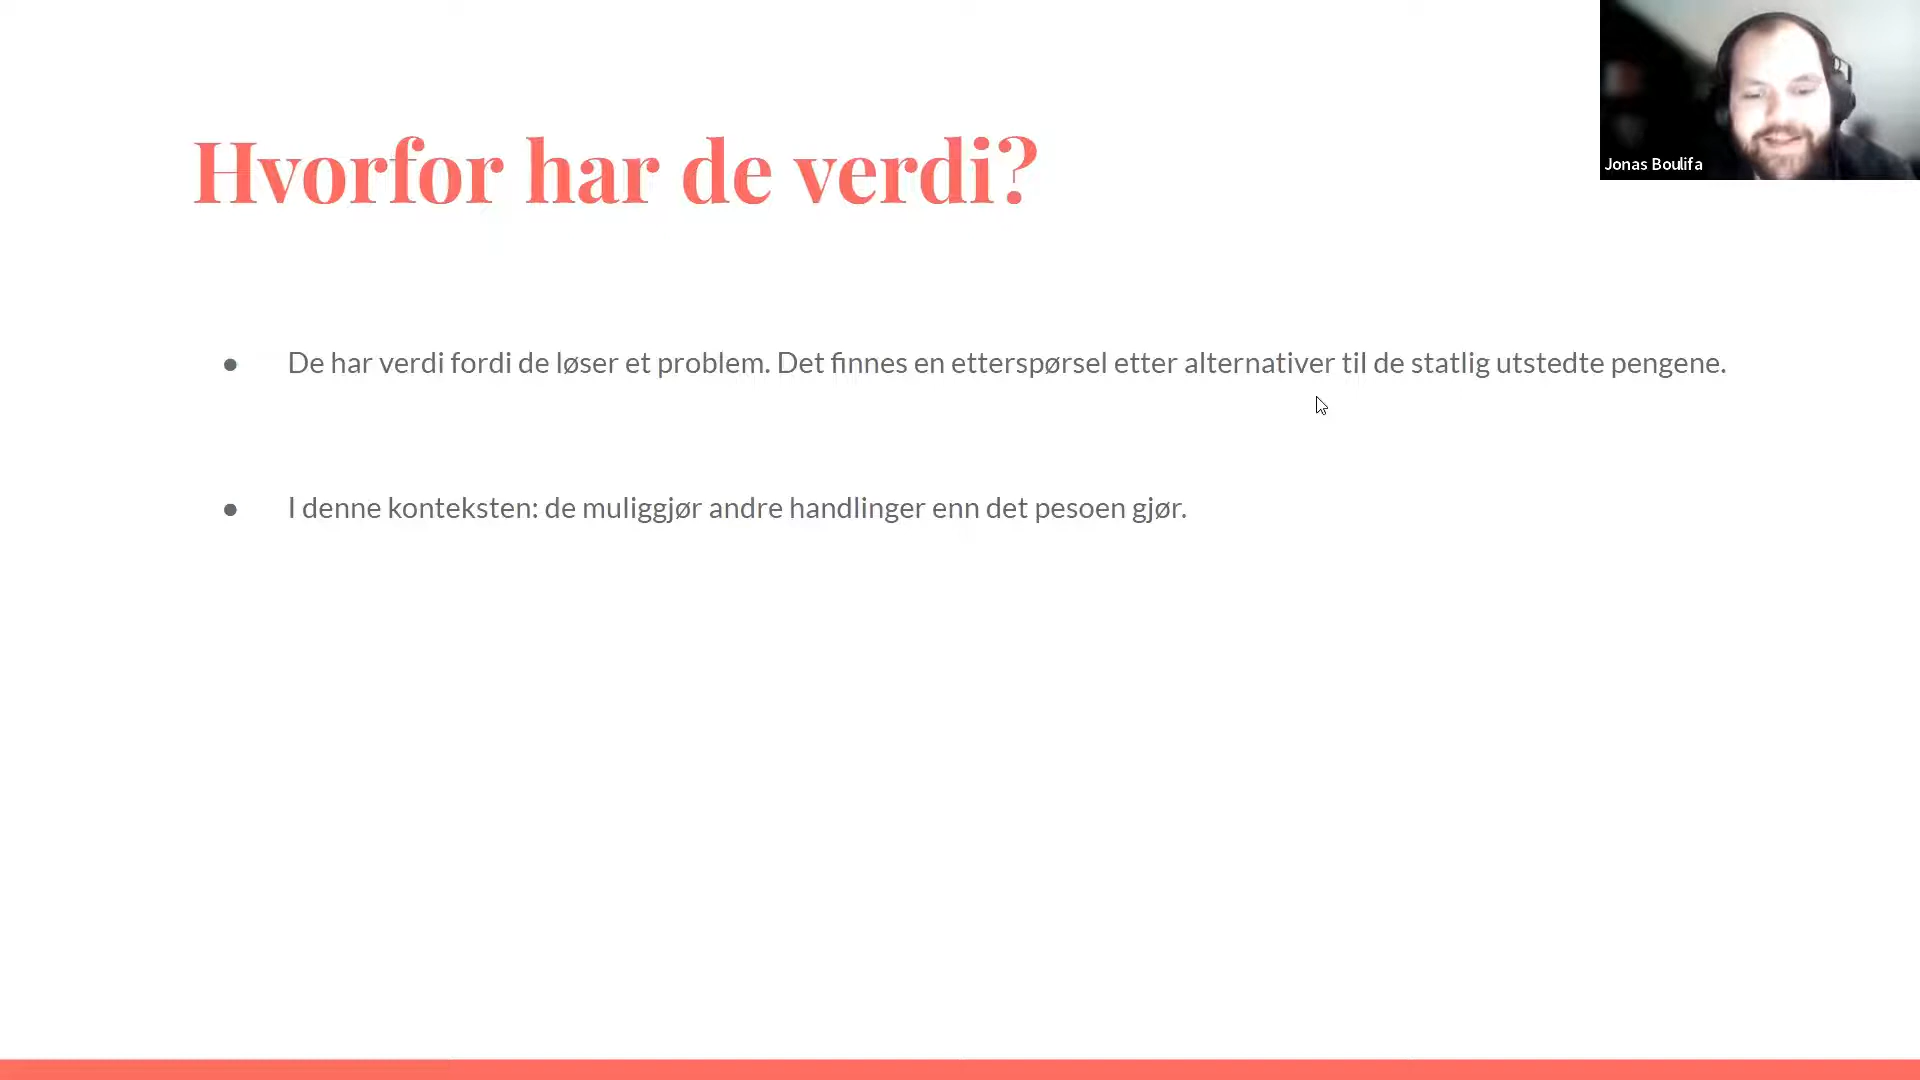 Hvorfor har de verdi?
Jonas Boulifa
● De har verdi fordi de løser et problem. Det finnes en etterspørsel etter alternativer til de statlig utstedte pengene.
● I denne konteksten: de muliggjør andre handlinger enn det pesoen gjør.